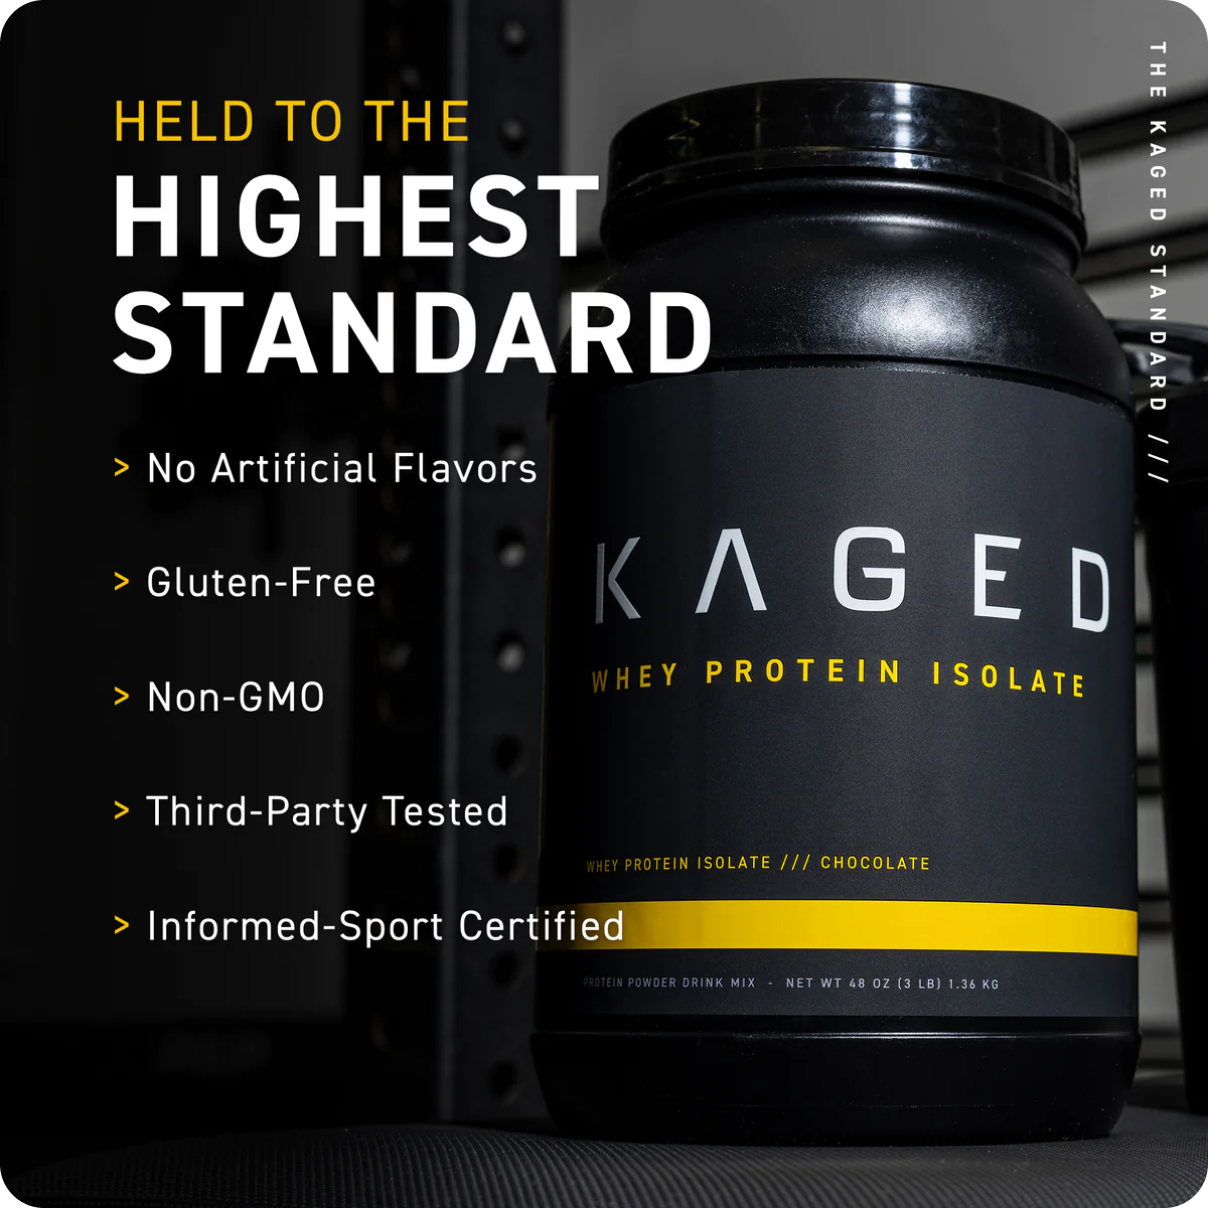 HELD TO THE
HIGHEST
STANDARD
> No Artificial Flavors
> Gluten-Free
> Non-GMO
> Third-Party Tested
> Informed-Sport Certified
KAGED
WHEY PROTEIN ISOLATE
WHEY PROTEIN ISOLATE /// CHOCOLATE
PROTEIN POWDER DRINK MIX - NET WT 48 OZ (3 LB) 1.36 KG
THE KAGED STANDARD ///